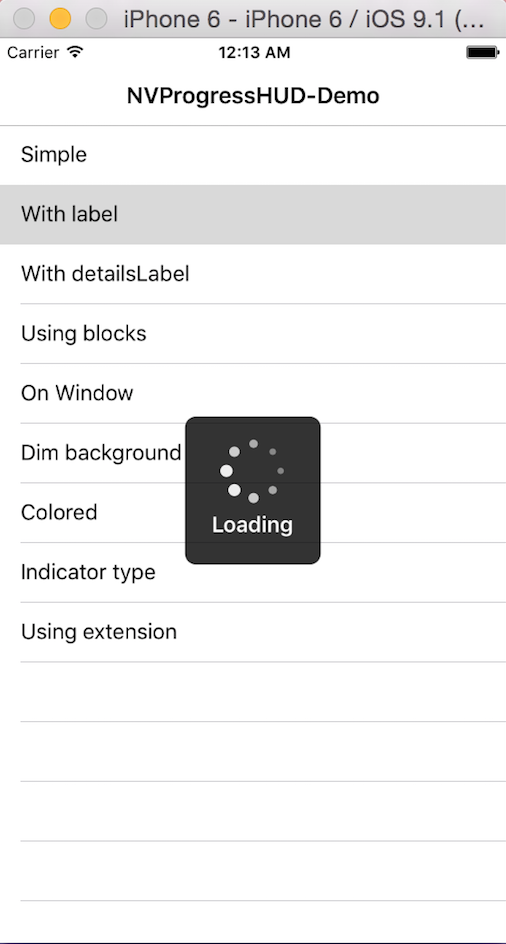 iPhone 6 - iPhone 6 / iOS 9.1 (...
Carrier 12:13 AM
NVProgressHUD-Demo
Simple
With label
With detailsLabel
Using blocks
On Window
Dim background
Colored
Loading
Indicator type
Using extension